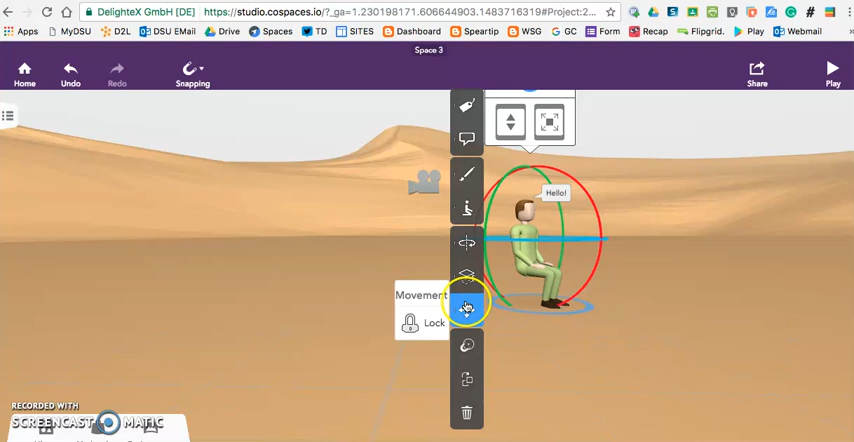 DelighteX GmbH [DE]
https://studio.cospaces.io/?_ga=1.230198171.606644903.1483716319#Project:2...
Apps MyDSU D2L DSU EMail Drive Spaces TD SITES Dashboard Speartip WSG GC Form Recap Flipgrid. Play Webmail
Space 3
Home Undo Redo Snapping Share Play
Hello!
Movement
Lock
RECORDED WITH
SCREENCAST MATIC